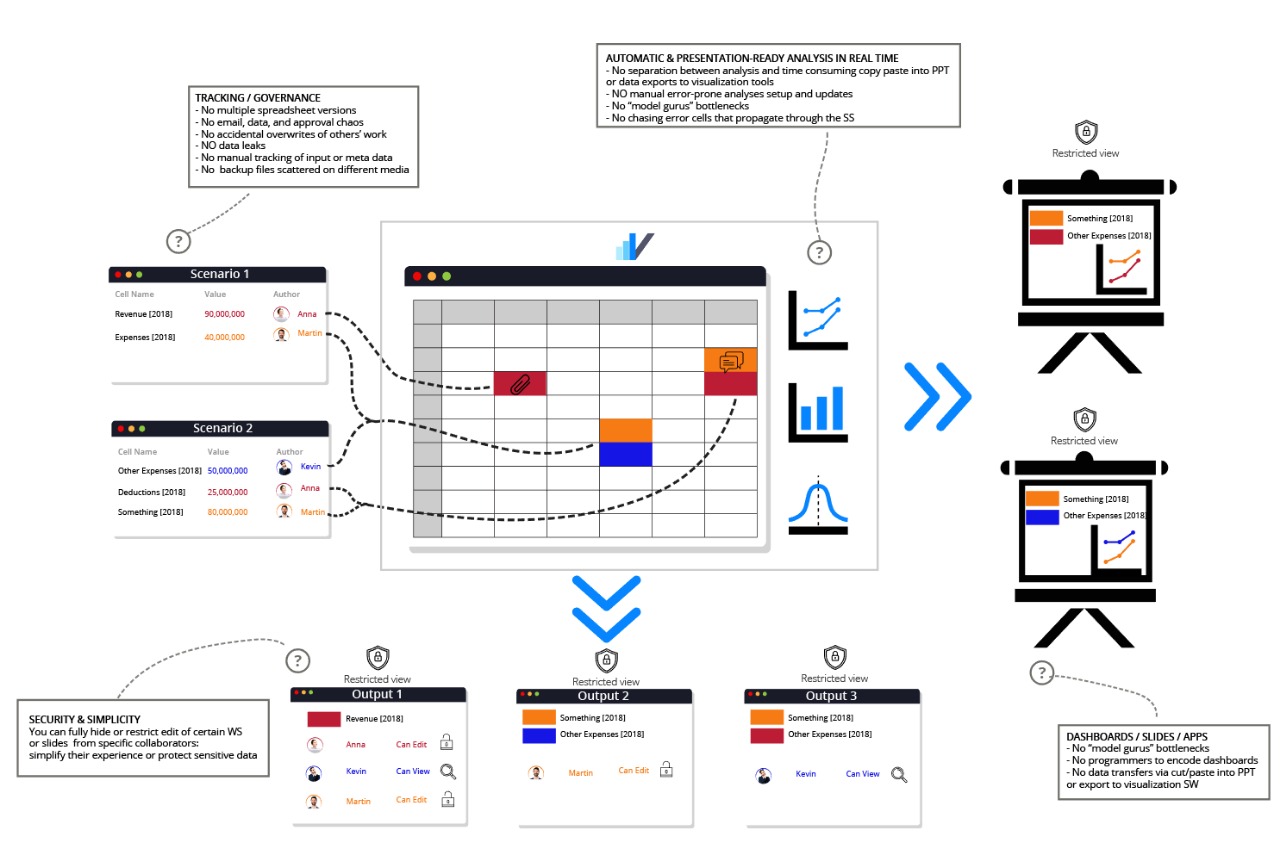 AUTOMATIC & PRESENTATION-READY ANALYSIS IN REAL TIME
- No separation between analysis and time consuming copy paste into PPT
or data exports to visualization tools
- NO manual error-prone analyses setup and updates
- No "model gurus" bottlenecks
- No chasing error cells that propagate through the SS
TRACKING / GOVERNANCE
- No multiple spreadsheet versions
- No email, data, and approval chaos
- No accidental overwrites of others' work
- NO data leaks
- No manual tracking of input or meta data
- No backup files scattered on different media
?
?
Scenario 1
Cell Name Value Author
Revenue [2018] 90,000,000 Anna
Expenses [2018] 40,000,000 Martin
Scenario 2
Cell Name Value Author
Other Expenses [2018] 50,000,000 Kevin
Deductions [2018] 25,000,000 Anna
Something [2018] 80,000,000 Martin
Restricted view
Something [2018]
Other Expenses [2018]
Restricted view
Something [2018]
Other Expenses [2018]
?
DASHBOARDS / SLIDES / APPS
- No "model gurus" bottlenecks
- No programmers to encode dashboards
- No data transfers via cut/paste into PPT
or export to visualization SW
?
SECURITY & SIMPLICITY
You can fully hide or restrict edit of certain WS
or slides from specific collaborators:
simplify their experience or protect sensitive data
Restricted view
Output 1
Revenue [2018]
Anna Can Edit
Kevin Can View
Martin Can Edit
Restricted view
Output 2
Something [2018]
Other Expenses [2018]
Martin Can Edit
Restricted view
Output 3
Something [2018]
Other Expenses [2018]
Kevin Can View